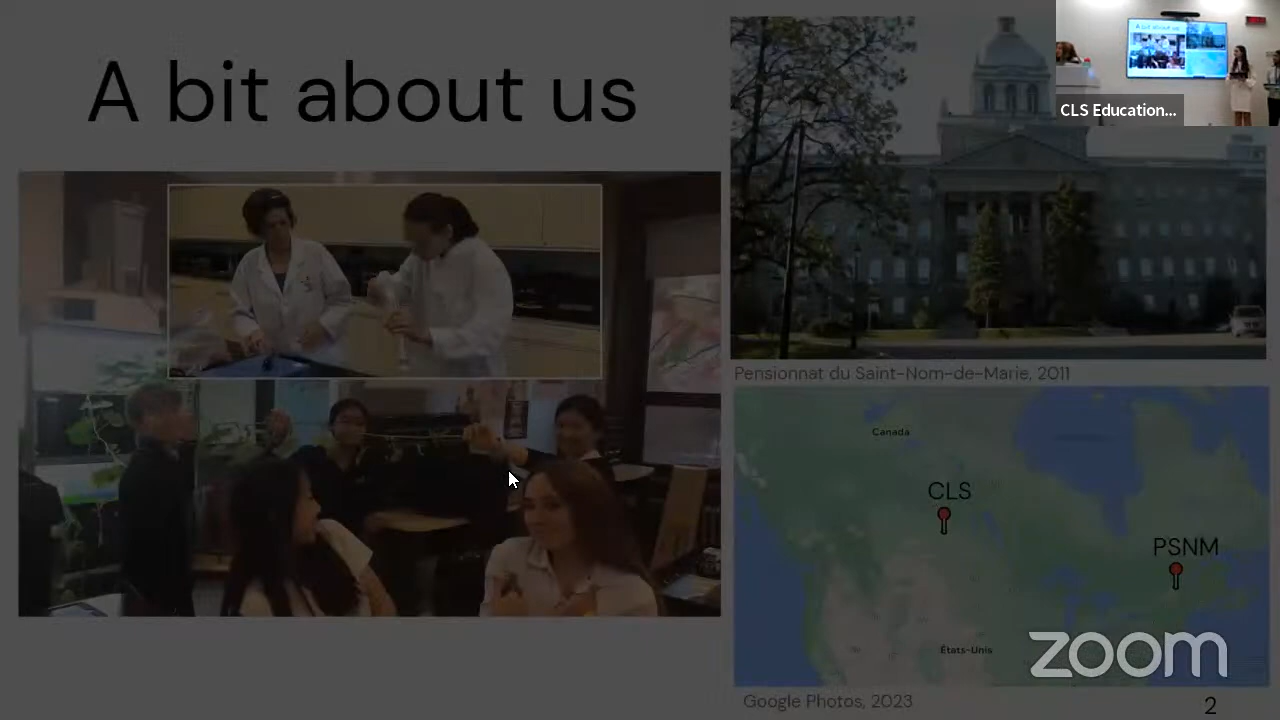 A bit about us
CLS Education...
Pensionnat du Saint-Nom-de-Marie, 2011
Canada
CLS
PSNM
États-Unis
zoom
Google Photos, 2023
2